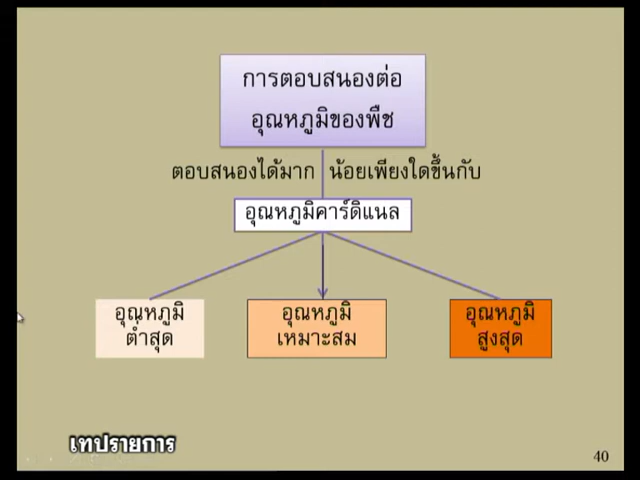 การตอบสนองต่อ
อุณหภูมิของพืช
ตอบสนองได้มาก น้อยเพียงใดขึ้นกับ
อุณหภูมิคาร์ดิแนล
อุณหภูมิ
ต่ำสุด
อุณหภูมิ
เหมาะสม
อุณหภูมิ
สูงสุด
เทปรายการ
40